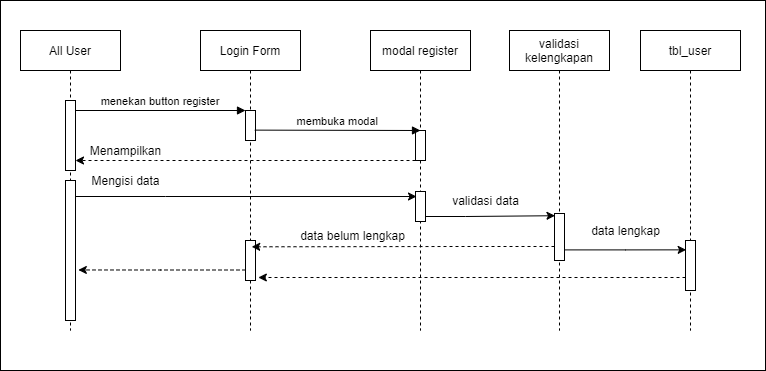 All User
Login Form
modal register
validasi
kelengkapan
tbl_user
menekan button register
membuka modal
Menampilkan
Mengisi data
validasi data
data belum lengkap
data lengkap